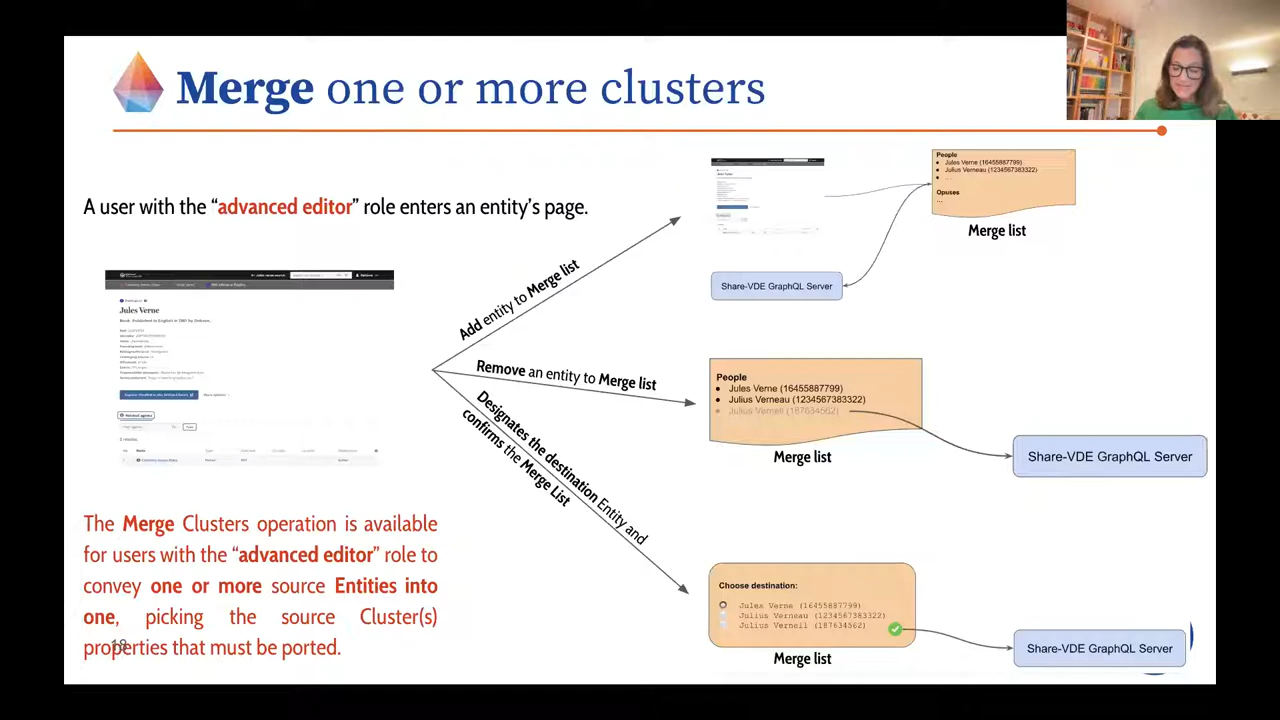 Merge one or more clusters
A user with the “advanced editor” role enters an entity’s page.
Jules Verne
The Merge Clusters operation is available
for users with the “advanced editor” role to
convey one or more source Entities into
one, picking the source Cluster(s)
properties that must be ported.
18
Add entity to Merge list
Remove an entity to Merge list
Designates the destination Entity and
confirms the Merge List
People
Jules Verne (16455887799)
Julius Verneau (1234567383322)
...
Opuses
...
Merge list
Share-VDE GraphQL Server
People
Jules Verne (16455887799)
Julius Verneau (1234567383322)
Julius Vernell (187634562)
Merge list
Share-VDE GraphQL Server
Choose destination:
Jules Verne (16455887799)
Julius Verneau (1234567383322)
Julius Vernell (187634562)
Merge list
Share-VDE GraphQL Server